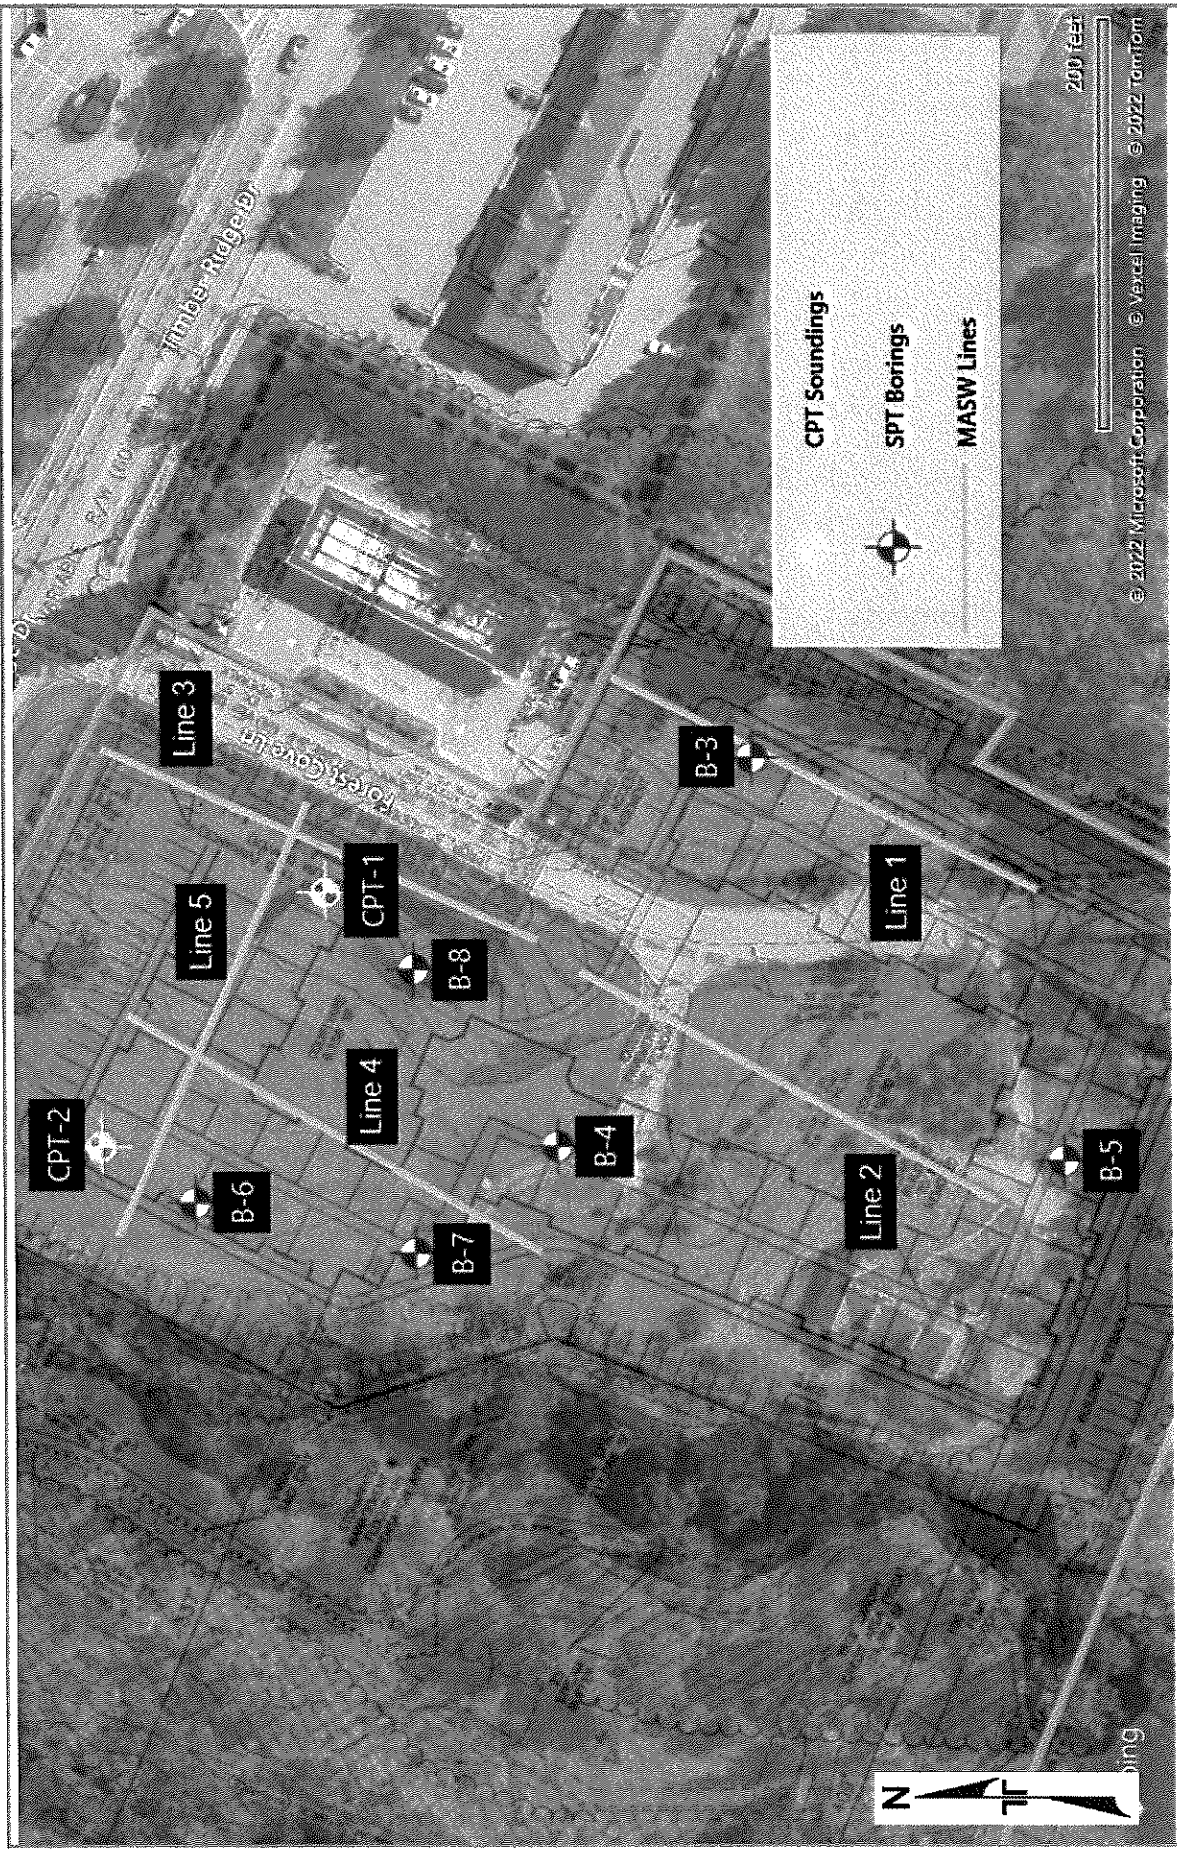 Timber Ridge Dr
Line 3
Forest Cove Ln
Line 5
CPT-1
CPT-2
B-8
B-6
Line 4
B-7
B-4
B-3
Line 1
Line 2
B-5
CPT Soundings
SPT Borings
MASW Lines
200 feet
© 2022 Microsoft Corporation © Vexcel Imaging © 2022 TomTom
N